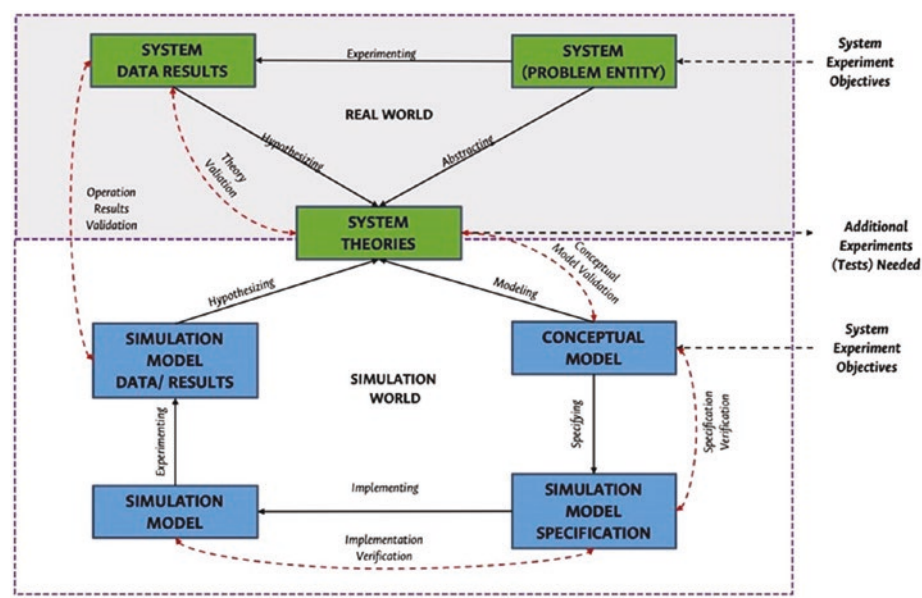 SYSTEM
DATA RESULTS
Experimenting
SYSTEM
(PROBLEM ENTITY)
System
Experiment
Objectives
REAL WORLD
Hypothesizing
Abstracting
Theory
Valiation
Operation
Results
Validation
SYSTEM
THEORIES
Additional
Experiments
(Tests) Needed
Conceptual
Model Validation
Hypothesizing
Modeling
SIMULATION
MODEL
DATA/ RESULTS
CONCEPTUAL
MODEL
System
Experiment
Objectives
SIMULATION
WORLD
Specifying
Specification
Verification
Experimenting
SIMULATION
MODEL
Implementing
SIMULATION
MODEL
SPECIFICATION
Implementation
Verification